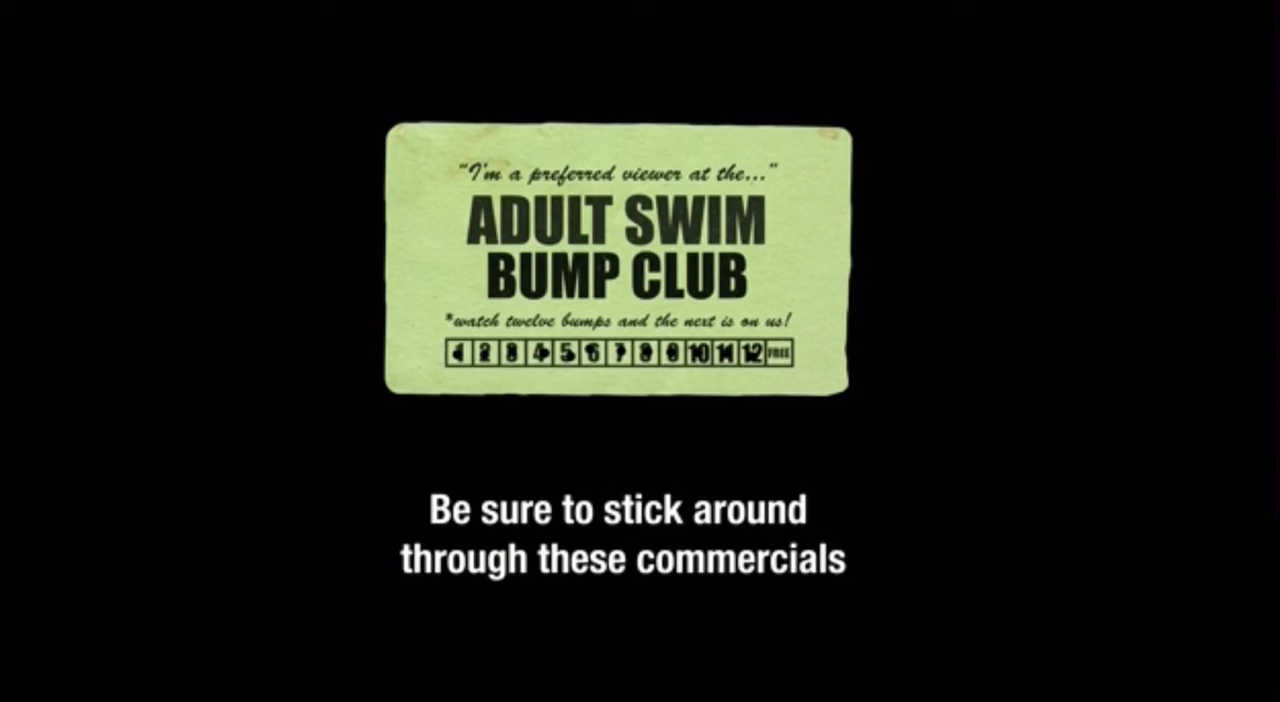 “I'm a preferred viewer at the...”
ADULT SWIM
BUMP CLUB
*watch twelve bumps and the next is on us!
1 2 3 4 5 6 7 8 9 10 11 12 FREE
Be sure to stick around
through these commercials